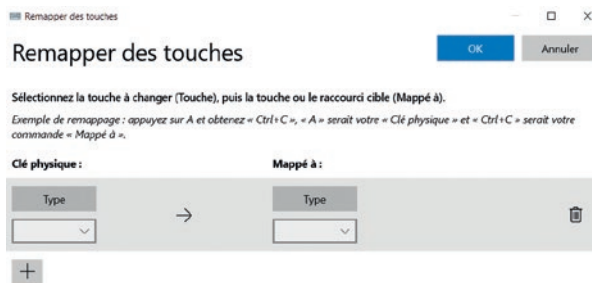 Remapper des touches
Remapper des touches
OK
Annuler
Sélectionnez la touche à changer (Touche), puis la touche ou le raccourci cible (Mappé à).
Exemple de remappage : appuyez sur A et obtenez « Ctrl+C », « A » serait votre « Clé physique » et « Ctrl+C » serait votre
commande « Mappé à ».
Clé physique :
Mappé à :
Type
Type